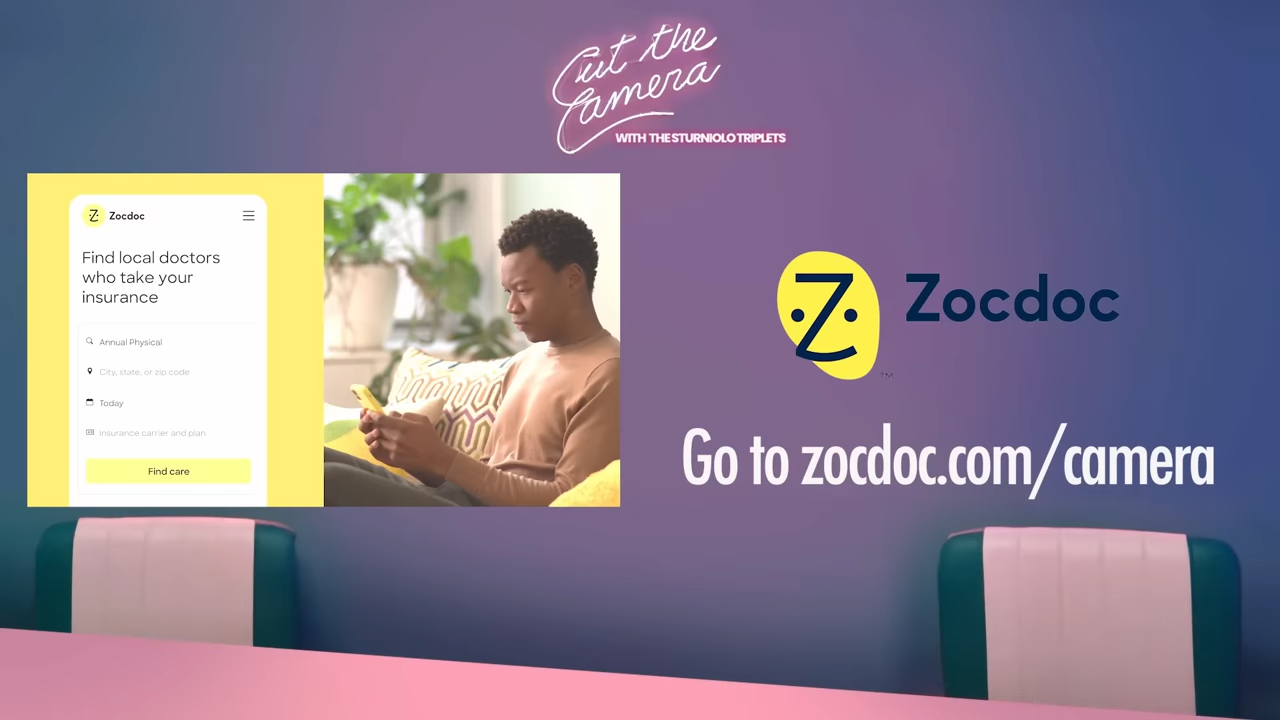 Cut the
Camera
WITH THE STURNIOLO TRIPLETS
Z Zocdoc
Find local doctors
who take your
insurance
Annual Physical
City, state, or zip code
Today
Insurance carrier and plan
Find care
Z Zocdoc
TM
Go to zocdoc.com/camera